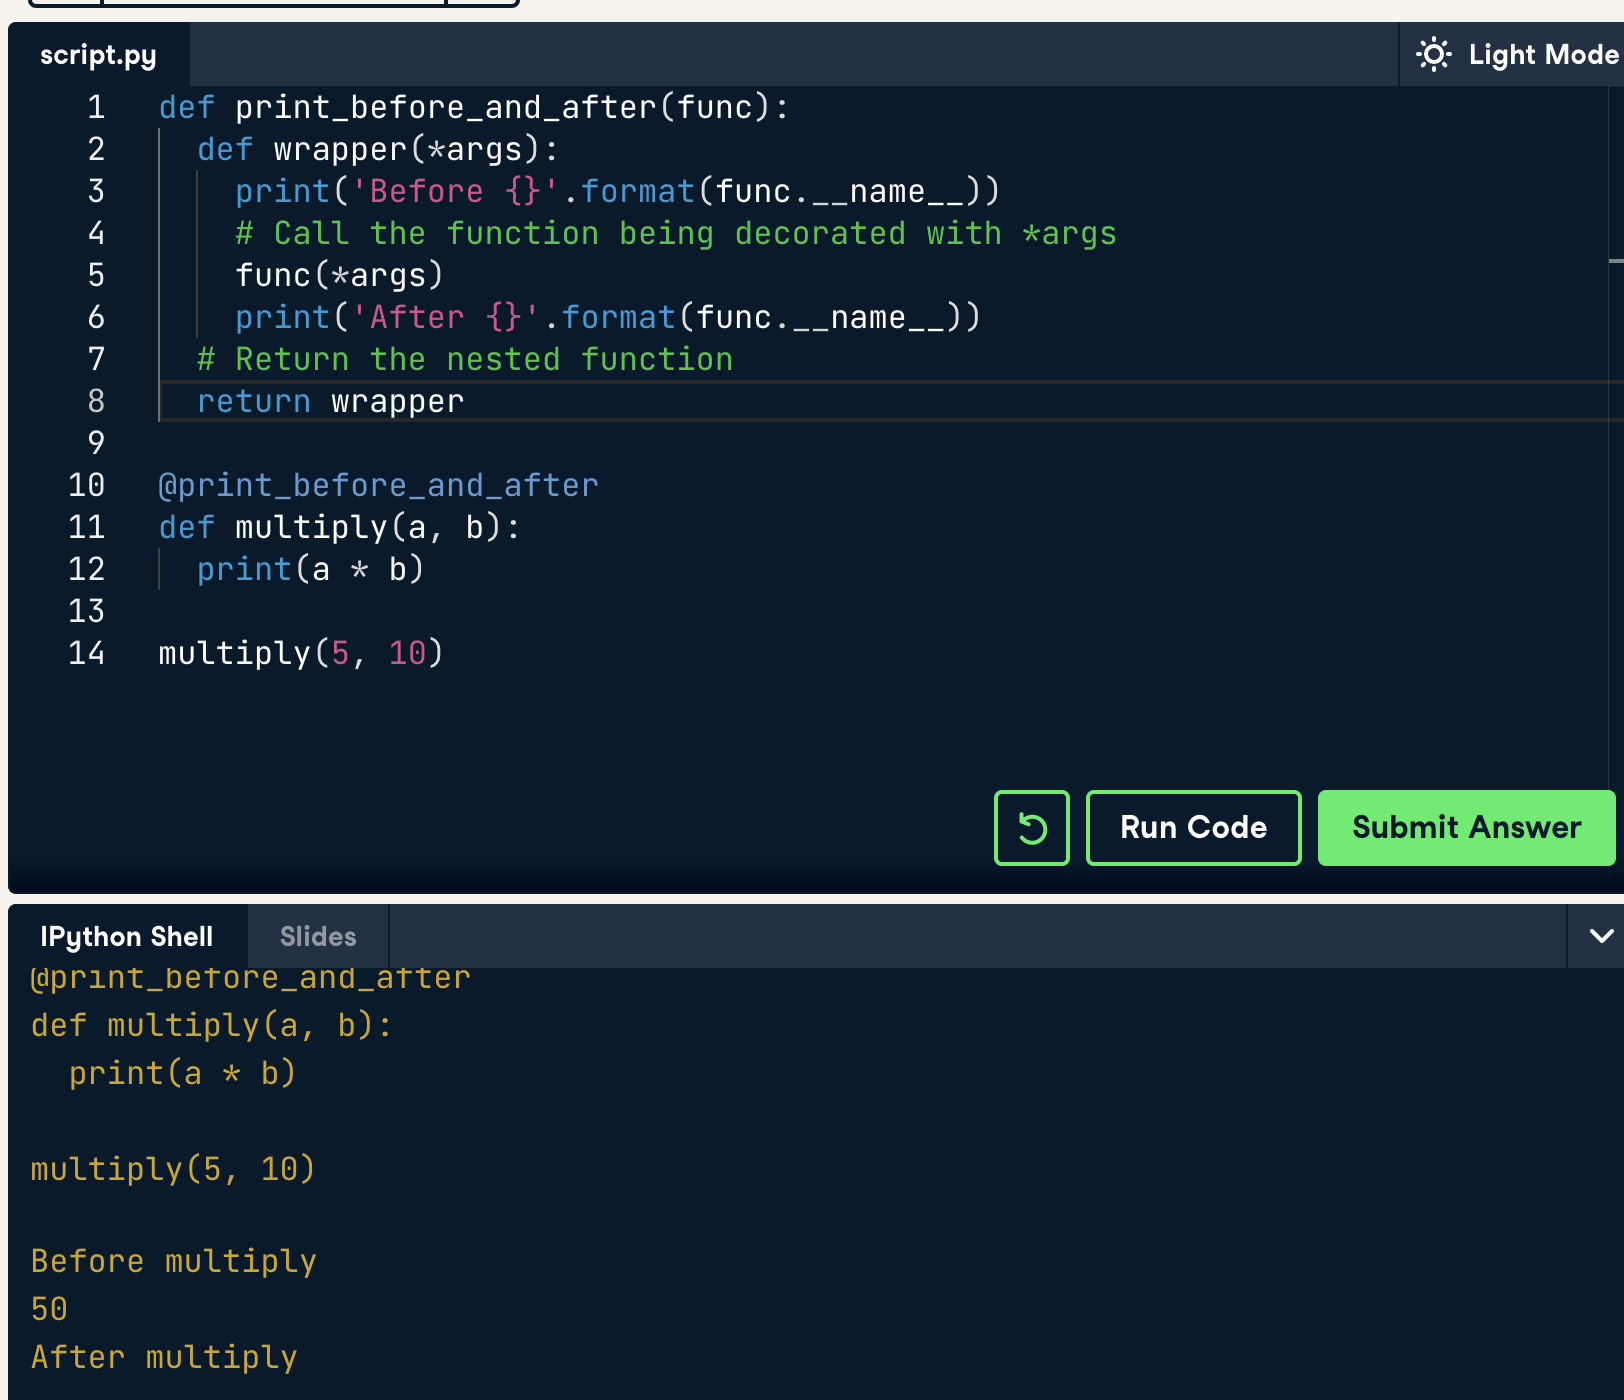 script.py
Light Mode
1 def print_before_and_after(func):
2   def wrapper(*args):
3     print('Before {}'.format(func.__name__))
4     # Call the function being decorated with *args
5     func(*args)
6     print('After {}'.format(func.__name__))
7   # Return the nested function
8   return wrapper
9
10 @print_before_and_after
11 def multiply(a, b):
12   print(a * b)
13
14 multiply(5, 10)
Run Code
Submit Answer
IPython Shell
Slides
@print_before_and_after
def multiply(a, b):
  print(a * b)
multiply(5, 10)
Before multiply
50
After multiply